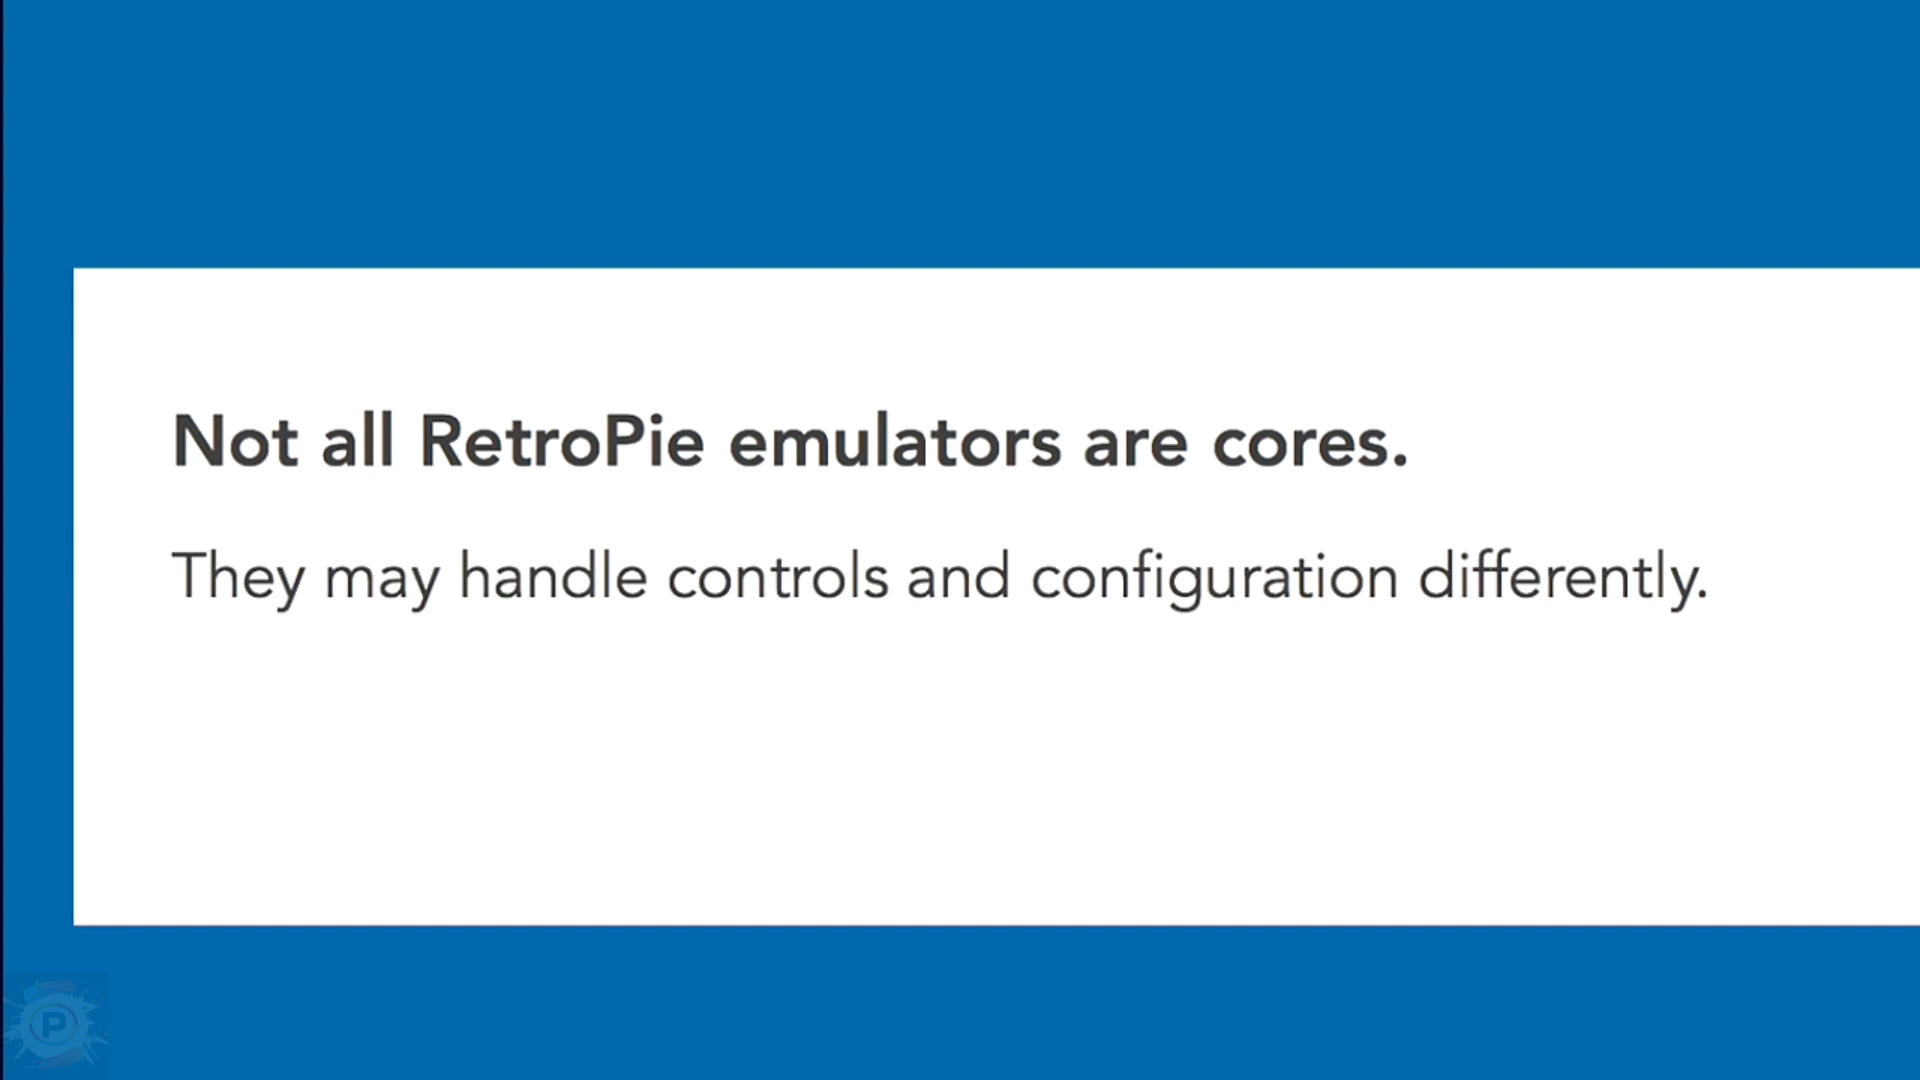 Not all RetroPie emulators are cores.
They may handle controls and configuration differently.
P